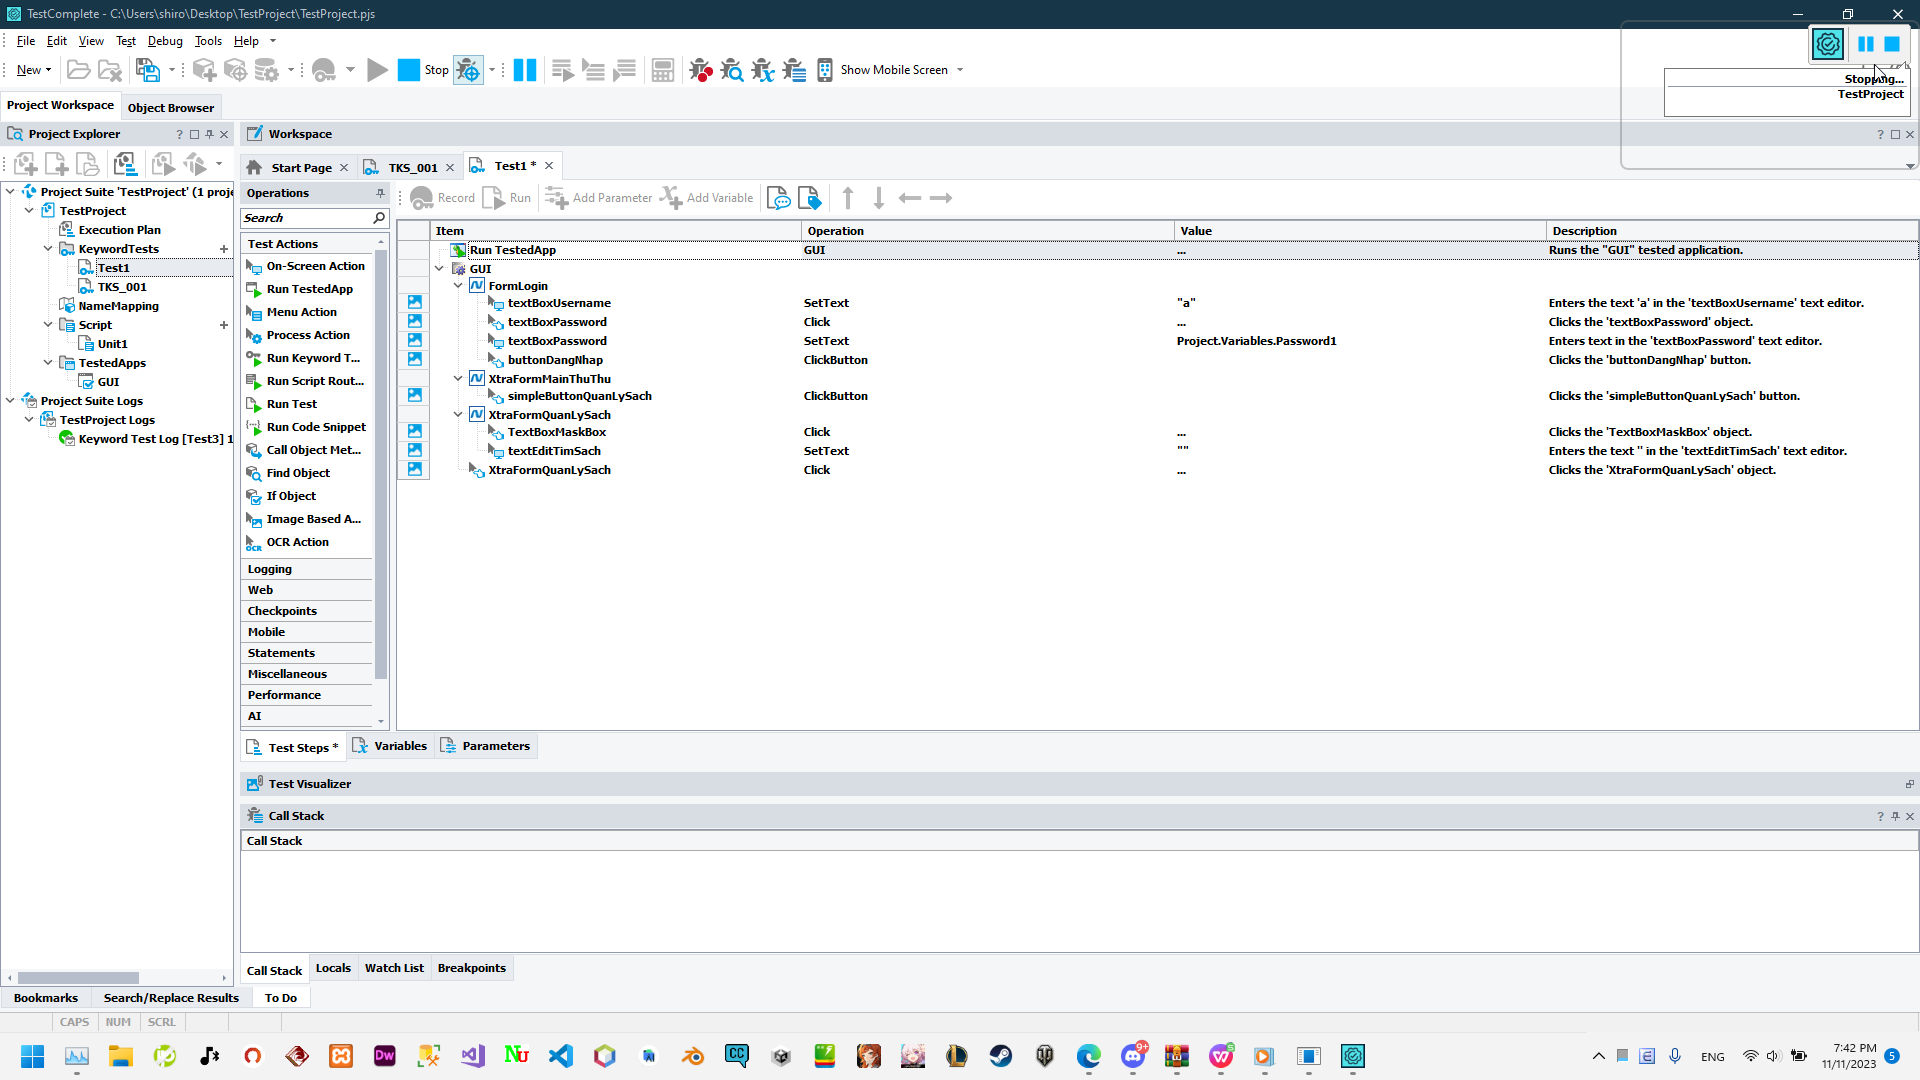 TestComplete - C:\Users\shiro\Desktop\TestProject\TestProject.pjs
File Edit View Test Debug Tools Help
New Stop Show Mobile Screen
Stopping...
TestProject
Project Workspace Object Browser
Project Explorer
Workspace
Start Page TKS_001 Test1 *
Project Suite 'TestProject' (1 proje
TestProject
Execution Plan
KeywordTests
Test1
TKS_001
NameMapping
Script
Unit1
TestedApps
GUI
Project Suite Logs
TestProject Logs
Keyword Test Log [Test3] 1
Operations
Search
Test Actions
On-Screen Action
Run TestedApp
Menu Action
Process Action
Run Keyword T...
Run Script Rout...
Run Test
Run Code Snippet
Call Object Met...
Find Object
If Object
Image Based A...
OCR Action
Logging
Web
Checkpoints
Mobile
Statements
Miscellaneous
Performance
AI
Record Run Add Parameter Add Variable
Item Operation Value Description
Run TestedApp GUI ... Runs the "GUI" tested application.
GUI
FormLogin
textBoxUsername SetText "a" Enters the text 'a' in the 'textBoxUsername' text editor.
textBoxPassword Click ... Clicks the 'textBoxPassword' object.
textBoxPassword SetText Project.Variables.Password1 Enters text in the 'textBoxPassword' text editor.
buttonDangNhap ClickButton Clicks the 'buttonDangNhap' button.
XtraFormMainThuThu
simpleButtonQuanLySach ClickButton Clicks the 'simpleButtonQuanLySach' button.
XtraFormQuanLySach
TextBoxMaskBox Click ... Clicks the 'TextBoxMaskBox' object.
textEditTimSach SetText "" Enters the text '' in the 'textEditTimSach' text editor.
XtraFormQuanLySach Click ... Clicks the 'XtraFormQuanLySach' object.
Test Steps * Variables Parameters
Test Visualizer
Call Stack
Call Stack
Call Stack Locals Watch List Breakpoints
Bookmarks Search/Replace Results To Do
CAPS NUM SCRL
ENG
7:42 PM
11/11/2023
5